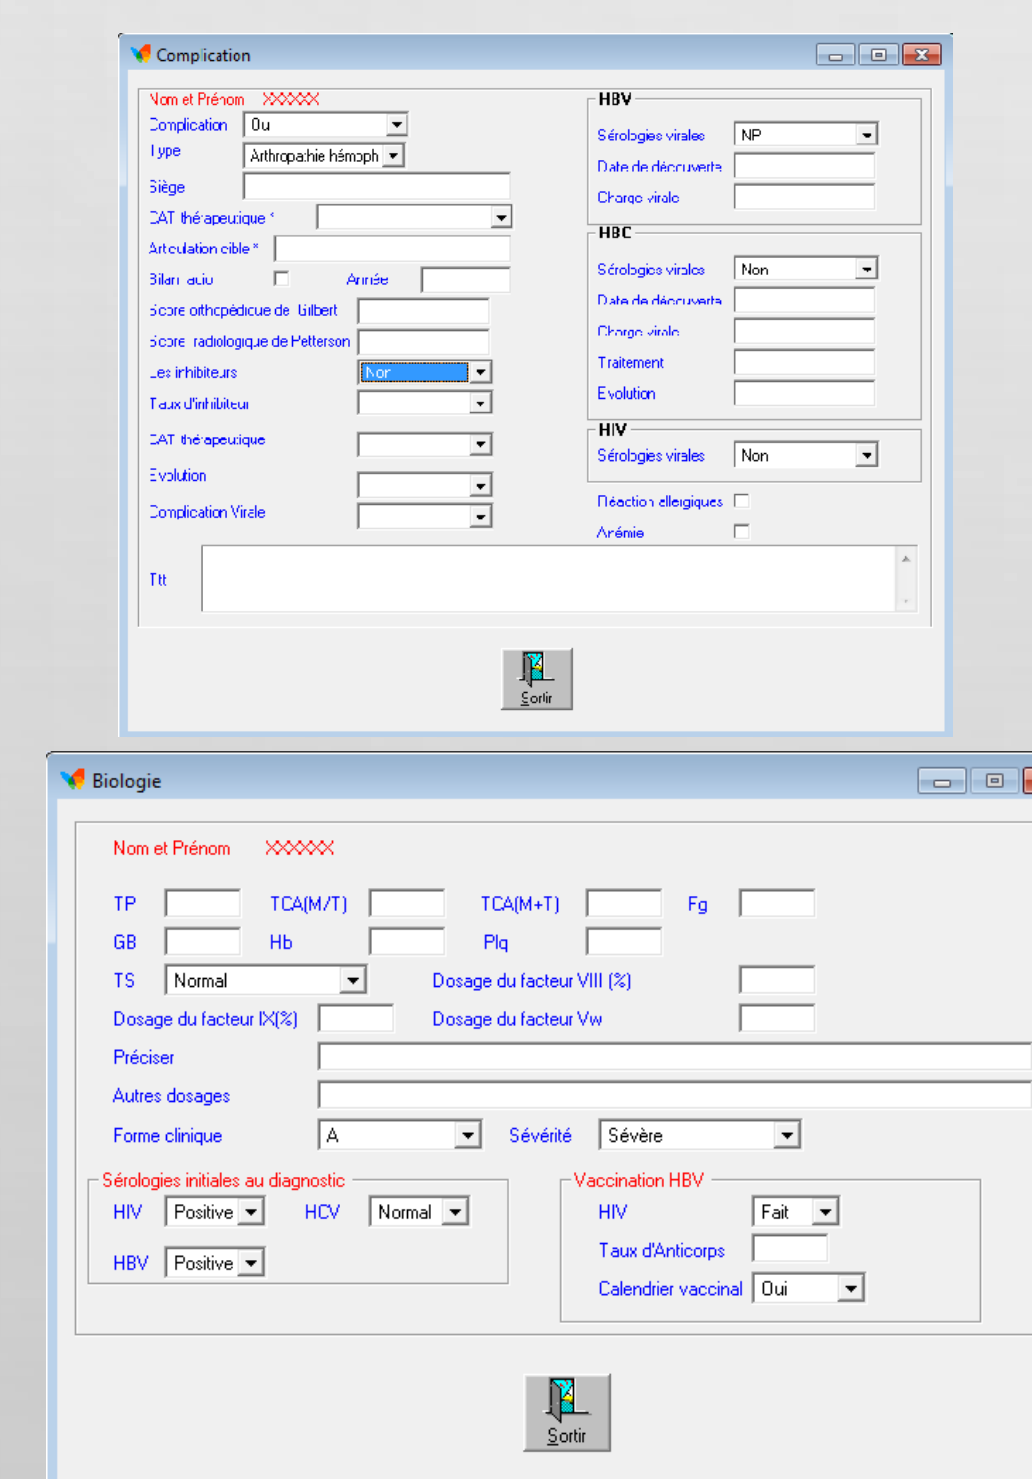 Complication
Nom et Prénom XXXXX
Complication Ou
Type Arthropathie hémoph
Siège
CAT thérapeutique *
Articulation cible *
Bilan Année
Score orthopédique de Gilbert
Score radiologique de Petterson
Les inhibiteurs Non
Taux d'inhibiteur
CAT thérapeutique
Evolution
Complication Virale
HBV
Sérologies virales NP
Date de découverte
Charge virale
HBC
Sérologies virales Non
Date de découverte
Charge virale
Traitement
Evolution
HIV
Sérologies virales Non
Réaction allergiques
Anémie
Ttt
Sortir
Biologie
Nom et Prénom XXXXXX
TP TCA(M/T) TCA(M+T) Fg
GB Hb Plq
TS Normal Dosage du facteur VIII (%)
Dosage du facteur IX(%) Dosage du facteur Vw
Préciser
Autres dosages
Forme clinique A Sévérité Sévère
Sérologies initiales au diagnostic
HIV Positive HCV Normal
HBV Positive
Vaccination HBV
HIV Fait
Taux d'Anticorps
Calendrier vaccinal Oui
Sortir